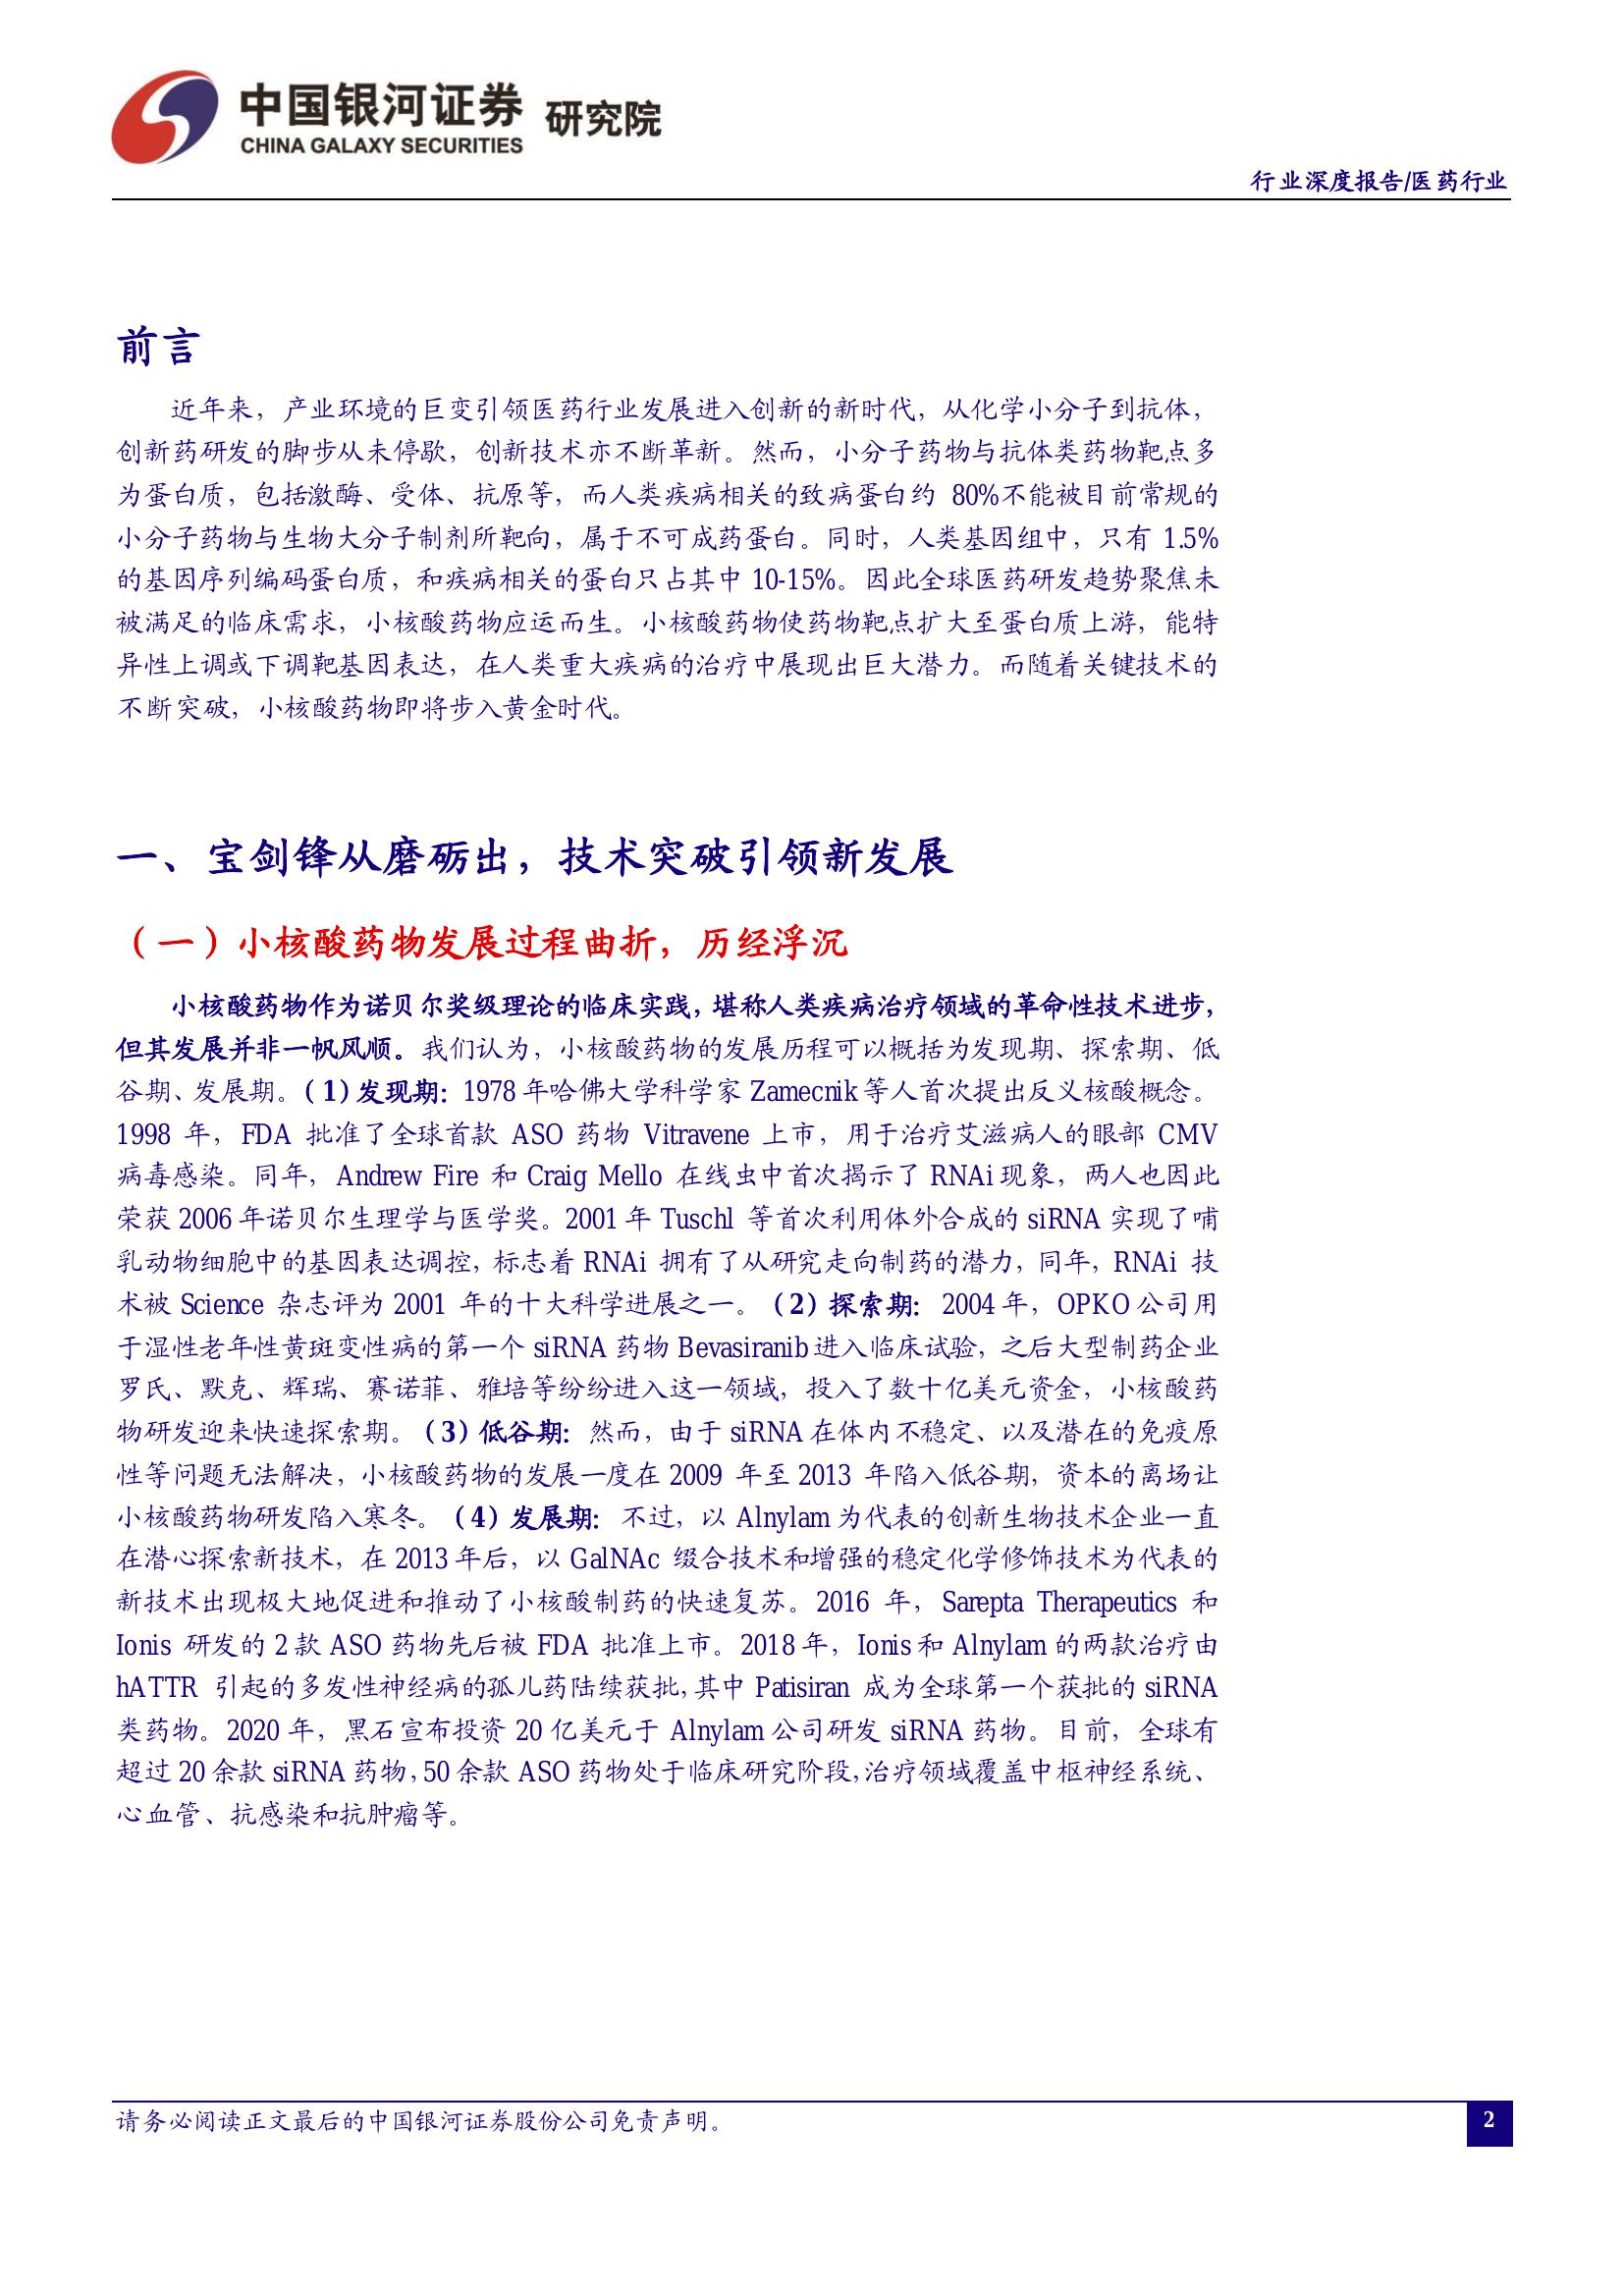 中国银河证券 研究院
CHINA GALAXY SECURITIES
行业深度报告/医药行业
前言
近年来，产业环境的巨变引领医药行业发展进入创新的新时代，从化学小分子到抗体，
创新药研发的脚步从未停歇，创新技术亦不断革新。然而，小分子药物与抗体类药物靶点多
为蛋白质，包括激酶、受体、抗原等，而人类疾病相关的致病蛋白约 80%不能被目前常规的
小分子药物与生物大分子制剂所靶向，属于不可成药蛋白。同时，人类基因组中，只有 1.5%
的基因序列编码蛋白质，和疾病相关的蛋白只占其中 10-15%。因此全球医药研发趋势聚焦未
被满足的临床需求，小核酸药物应运而生。小核酸药物使药物靶点扩大至蛋白质上游，能特
异性上调或下调靶基因表达，在人类重大疾病的治疗中展现出巨大潜力。而随着关键技术的
不断突破，小核酸药物即将步入黄金时代。
一、宝剑锋从磨砺出，技术突破引领新发展
（一）小核酸药物发展过程曲折，历经浮沉
小核酸药物作为诺贝尔奖级理论的临床实践，堪称人类疾病治疗领域的革命性技术进步，
但其发展并非一帆风顺。我们认为，小核酸药物的发展历程可以概括为发现期、探索期、低
谷期、发展期。（1）发现期：1978 年哈佛大学科学家 Zamecnik 等人首次提出反义核酸概念。
1998 年，FDA 批准了全球首款 ASO 药物 Vitravene 上市，用于治疗艾滋病人的眼部 CMV
病毒感染。同年，Andrew Fire 和 Craig Mello 在线虫中首次揭示了 RNAi 现象，两人也因此
荣获 2006 年诺贝尔生理学与医学奖。2001 年 Tuschl 等首次利用体外合成的 siRNA 实现了哺
乳动物细胞中的基因表达调控，标志着 RNAi 拥有了从研究走向制药的潜力，同年，RNAi 技
术被 Science 杂志评为 2001 年的十大科学进展之一。（2）探索期：2004 年，OPKO 公司用
于湿性老年性黄斑变性病的第一个 siRNA 药物 Bevasiranib 进入临床试验，之后大型制药企业
罗氏、默克、辉瑞、赛诺菲、雅培等纷纷进入这一领域，投入了数十亿美元资金，小核酸药
物研发迎来快速探索期。（3）低谷期：然而，由于 siRNA 在体内不稳定、以及潜在的免疫原
性等问题无法解决，小核酸药物的发展一度在 2009 年至 2013 年陷入低谷期，资本的离场让
小核酸药物研发陷入寒冬。（4）发展期：不过，以 Alnylam 为代表的创新生物技术企业一直
在潜心探索新技术，在 2013 年后，以 GalNAc 缀合技术和增强的稳定化学修饰技术为代表的
新技术出现极大地促进和推动了小核酸制药的快速复苏。2016 年，Sarepta Therapeutics 和
Ionis 研发的 2 款 ASO 药物先后被 FDA 批准上市。2018 年，Ionis 和 Alnylam 的两款治疗由
hATTR 引起的多发性神经病的孤儿药陆续获批，其中 Patisiran 成为全球第一个获批的 siRNA
类药物。2020 年，黑石宣布投资 20 亿美元于 Alnylam 公司研发 siRNA 药物。目前，全球有
超过 20 余款 siRNA 药物，50 余款 ASO 药物处于临床研究阶段，治疗领域覆盖中枢神经系统、
心血管、抗感染和抗肿瘤等。
请务必阅读正文最后的中国银河证券股份公司免责声明。
2